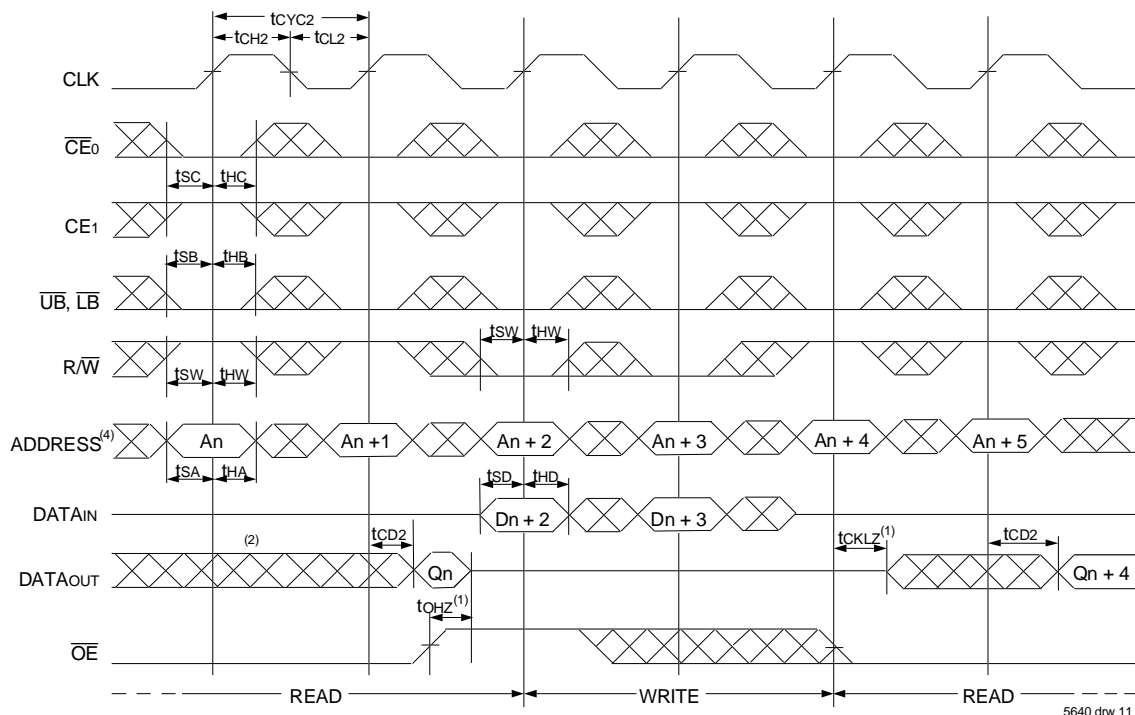 tCYC2
tCH2 tCL2
CLK
CE0
tSC tHC
CE1
tSB tHB
UB, LB
tSW tHW
R/W
tSW tHW
ADDRESS(4) An An +1 An + 2 An + 3 An + 4 An + 5
tSA tHA
tSD tHD
DATAIN Dn + 2 Dn + 3
tCD2 tCKLZ(1) tCD2
(2)
DATAOUT Qn Qn + 4
tOHZ(1)
OE
READ WRITE READ
5640 drw 11